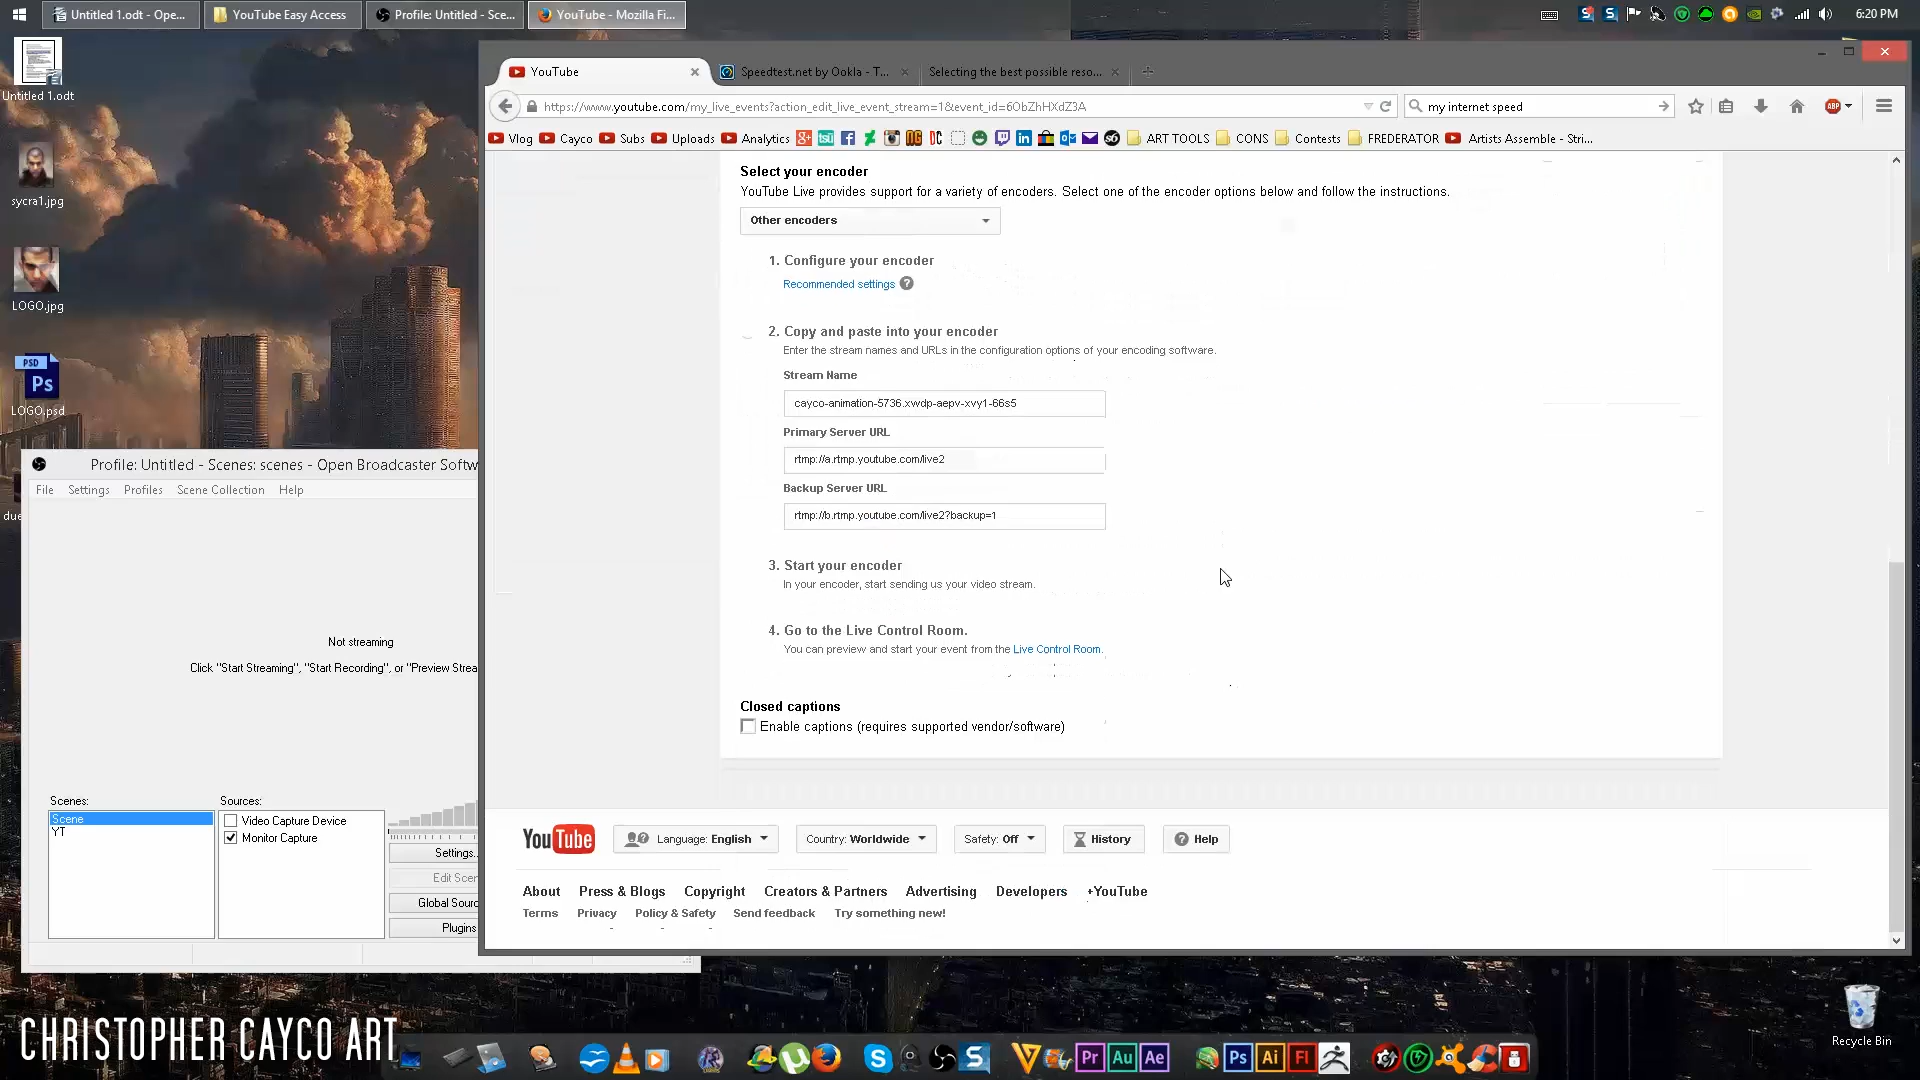 Untitled 1.odt - Ope...
YouTube Easy Access
Profile: Untitled - Sce...
YouTube - Mozilla Fi...
6:20 PM
Untitled 1.odt
sycra1.jpg
LOGO.jpg
PSD
Ps
LOGO.psd
due
YouTube
Speedtest.net by Ookla - T...
Selecting the best possible reso...
https://www.youtube.com/my_live_events?action_edit_live_event_stream=1&event_id=6ObZhHXdZ3A
my internet speed
ABP
Vlog
Cayco
Subs
Uploads
Analytics
ART TOOLS
CONS
Contests
FREDERATOR
Artists Assemble - Stri...
Select your encoder
YouTube Live provides support for a variety of encoders. Select one of the encoder options below and follow the instructions.
Other encoders
1. Configure your encoder
Recommended settings ?
2. Copy and paste into your encoder
Enter the stream names and URLs in the configuration options of your encoding software.
Stream Name
cayco-animation-5736.xwdp-aepv-xvy1-66s5
Primary Server URL
rtmp://a.rtmp.youtube.com/live2
Backup Server URL
rtmp://b.rtmp.youtube.com/live2?backup=1
3. Start your encoder
In your encoder, start sending us your video stream.
4. Go to the Live Control Room.
You can preview and start your event from the Live Control Room.
Closed captions
Enable captions (requires supported vendor/software)
YouTube
Language: English
Country: Worldwide
Safety: Off
History
? Help
About
Press & Blogs
Copyright
Creators & Partners
Advertising
Developers
+YouTube
Terms
Privacy
Policy & Safety
Send feedback
Try something new!
Profile: Untitled - Scenes: scenes - Open Broadcaster Softw
File
Settings
Profiles
Scene Collection
Help
Not streaming
Click "Start Streaming", "Start Recording", or "Preview Strea
Scenes:
Scene
YT
Sources:
Video Capture Device
Monitor Capture
Settings..
Edit Scen
Global Sourc
Plugins
CHRISTOPHER CAYCO ART
Pr
Au
Ae
Ps
Ai
Fl
Recycle Bin